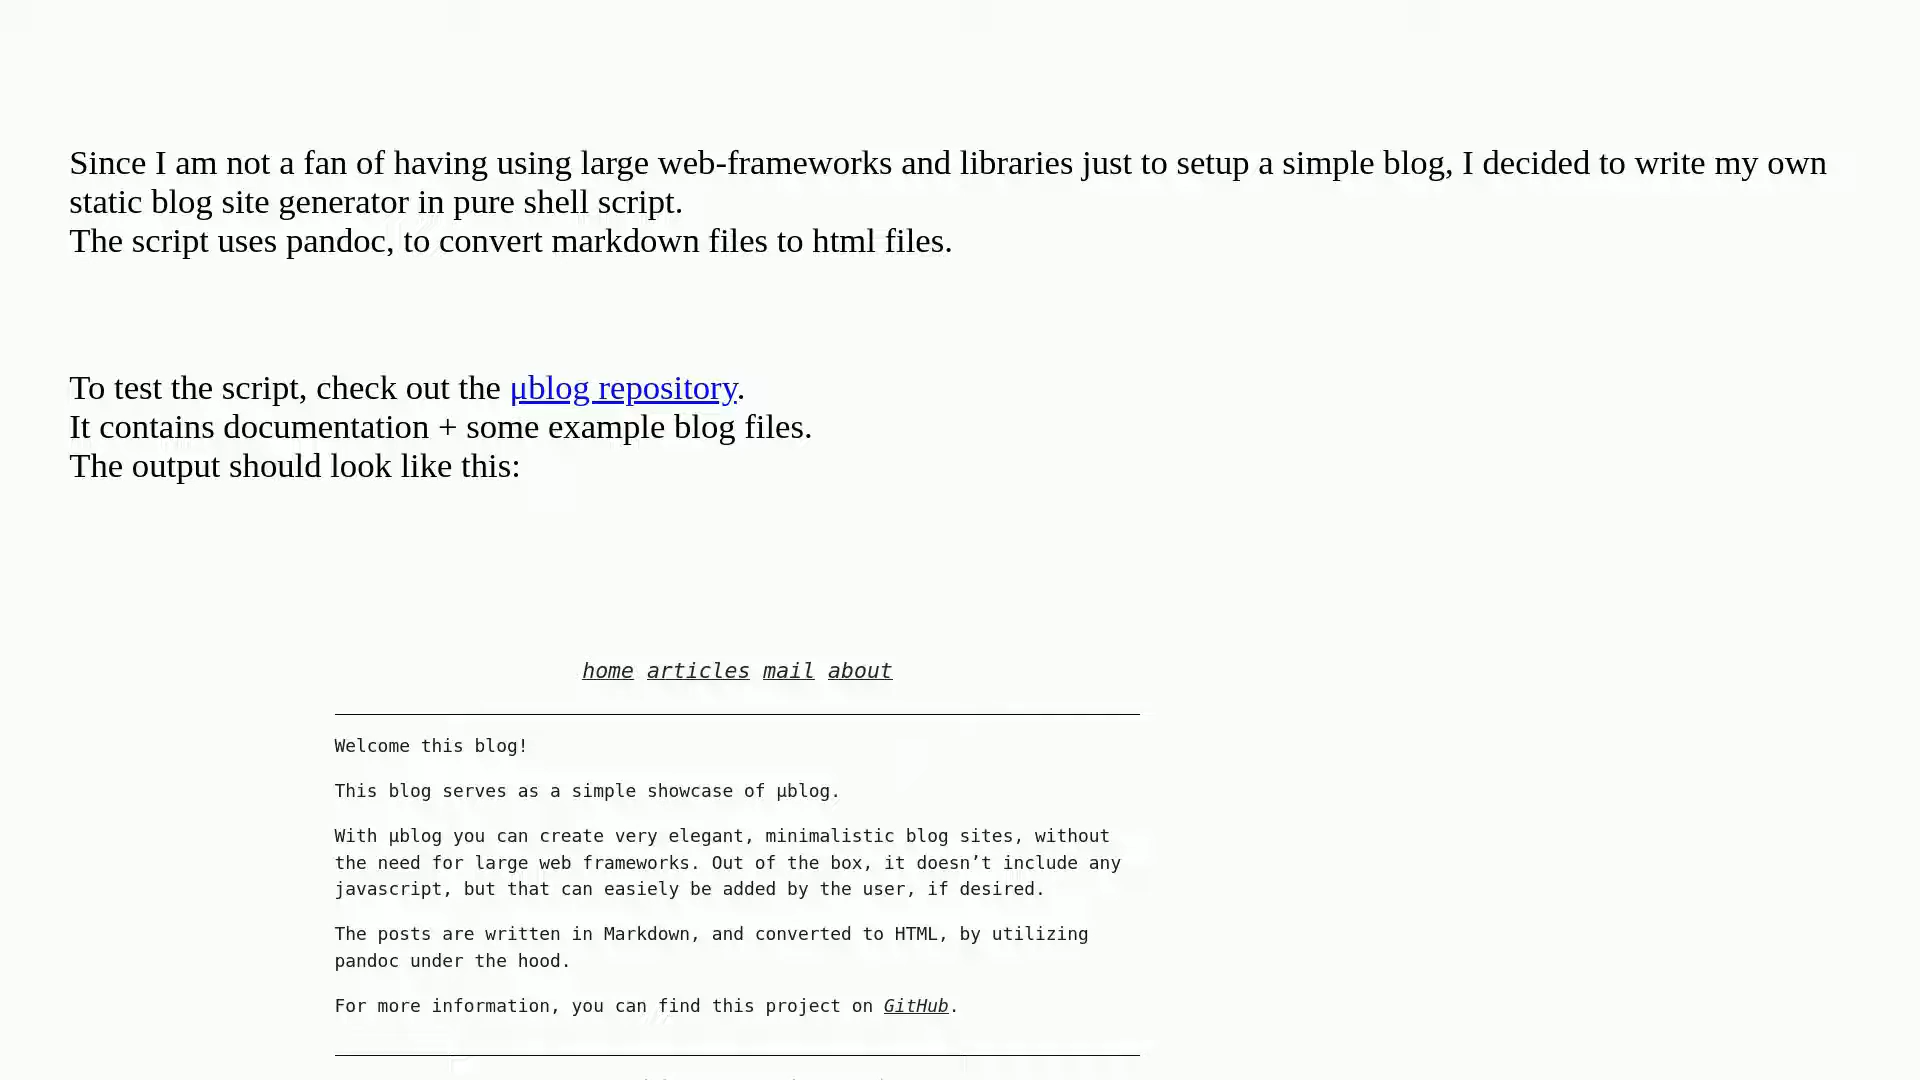 Since I am not a fan of having using large web-frameworks and libraries just to setup a simple blog, I decided to write my own
static blog site generator in pure shell script.
The script uses pandoc, to convert markdown files to html files.
To test the script, check out the μblog repository.
It contains documentation + some example blog files.
The output should look like this:
home articles mail about
Welcome this blog!
This blog serves as a simple showcase of μblog.
With μblog you can create very elegant, minimalistic blog sites, without
the need for large web frameworks. Out of the box, it doesn’t include any
javascript, but that can easiely be added by the user, if desired.
The posts are written in Markdown, and converted to HTML, by utilizing
pandoc under the hood.
For more information, you can find this project on GitHub.